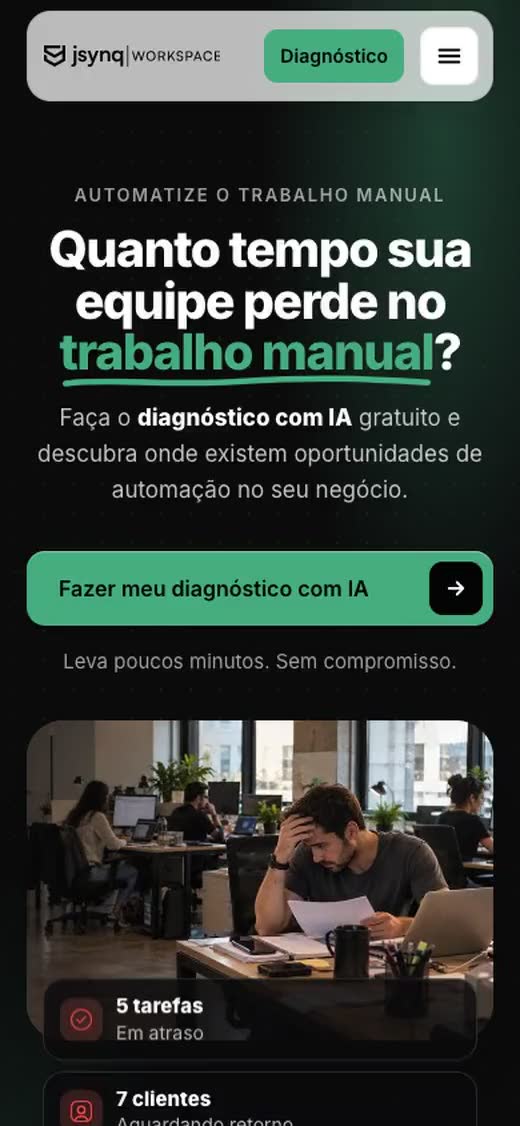 jsynq|WORKSPACE
Diagnóstico
AUTOMATIZE O TRABALHO MANUAL
Quanto tempo sua
equipe perde no
trabalho manual?
Faça o diagnóstico com IA gratuito e
descubra onde existem oportunidades de
automação no seu negócio.
Fazer meu diagnóstico com IA
Leva poucos minutos. Sem compromisso.
5 tarefas
Em atraso
7 clientes
Aguardando retorno